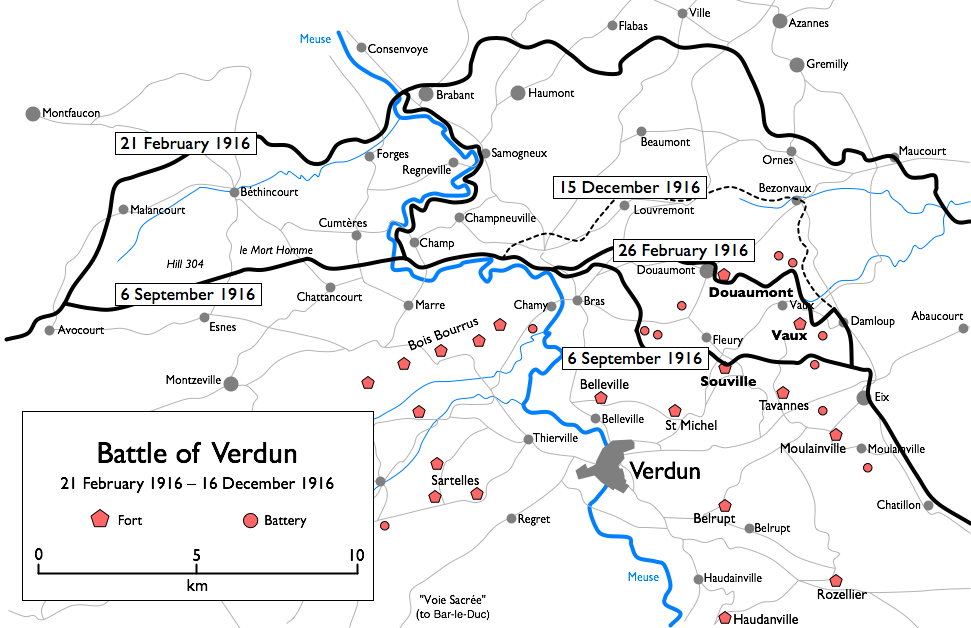 Ville
Flabas
Azannes
Meuse
Consenvoye
Gremilly
Brabant
Haumont
Montfaucon
Beaumont
21 February 1916
Forges
Samogneux
Maucourt
Ornes
Regneville
15 December 1916
Bezonvaux
Béthincourt
Malancourt
Louvremont
Champneuville
Cumtères
Champ
le Mort Homme
26 February 1916
Hill 304
Douaumont
6 September 1916
Chattancourt
Douaumont
Marre
Chamy
Bras
Vaux
Abaucourt
Damloup
Avocourt
Esnes
Bois Bourrus
Vaux
Fleury
6 September 1916
Montzeville
Belleville
Souville
Eix
Tavannes
Belleville
St Michel
Thierville
Moulainville
Moulainville
Battle of Verdun
Verdun
21 February 1916 – 16 December 1916
Sartelles
Fort
Battery
Chatillon
Regret
Belrupt
Belrupt
0 5 10
km
Meuse
Haudainville
Rozellier
"Voie Sacrée"
(to Bar-le-Duc)
Haudanville